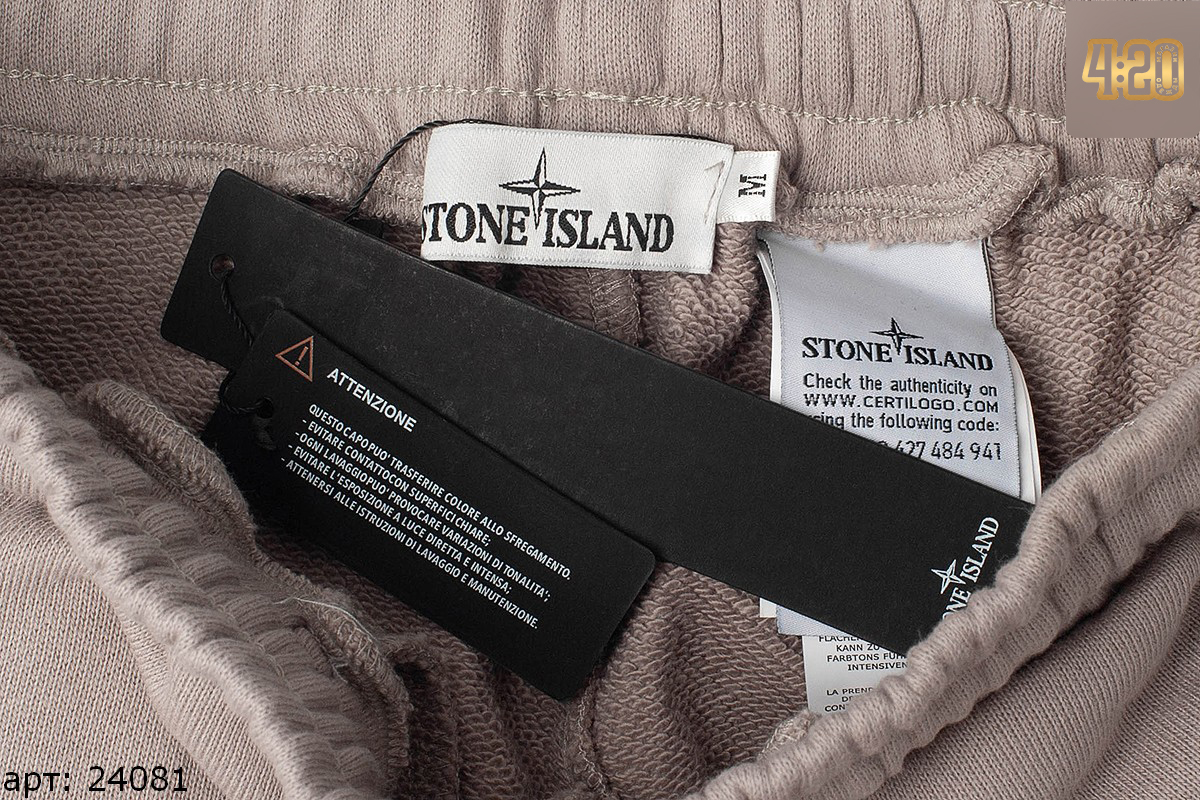 4:20
STONE ISLAND
M
STONE ISLAND
Check the authenticity on
WWW.CERTILOGO.COM
the following code:
427 484 941
ATTENZIONE
QUESTO CAPO PUO' TRASFERIRE COLORE ALLO SFREGAMENTO.
- EVITARE CONTATTO CON SUPERFICI CHIARE;
-OGNI LAVAGGIO PUO' PROVOCARE VARIAZIONI DI TONALITA';
- EVITARE L'ESPOSIZIONE A LUCE DIRETTA E INTENSA;
- ATTENERSI ALLE ISTRUZIONI DI LAVAGGIO E MANUTENZIONE.
ISLAND
KANN
FARBTONS
INTENSIVEN
LA
арт: 24081